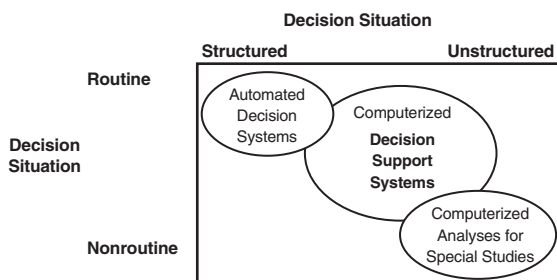 Decision Situation
Structured Unstructured
Routine
Automated
Decision
Systems
Computerized
Decision
Support
Systems
Decision
Situation
Computerized
Analyses for
Special Studies
Nonroutine